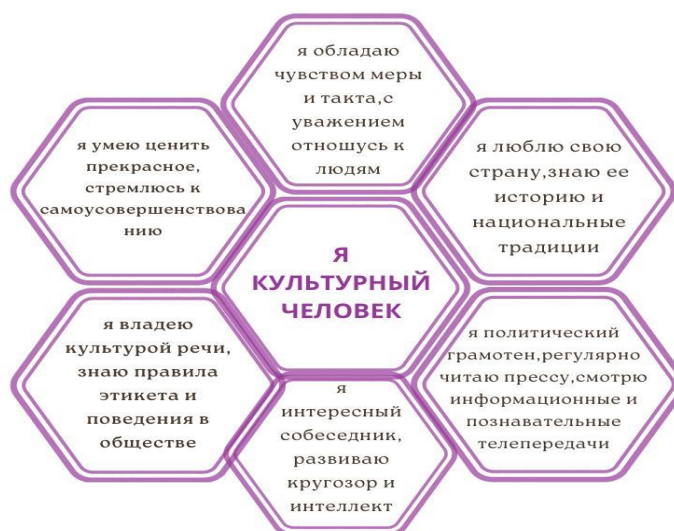 я обладаю
чувством меры
и такта,с
уважением
отношусь к
людям
я умею ценить
прекрасное,
стремлюсь к
самоусовершенствова
нию
я люблю свою
страну,знаю ее
историю и
национальные
традиции
Я
КУЛЬТУРНЫЙ
ЧЕЛОВЕК
я владею
культурой речи,
знаю правила
этикета и
поведения в
обществе
я политический
грамотен,регулярно
читаю прессу,смотрю
информационные и
познавательные
телепередачи
я
интересный
собеседник,
развиваю
кругозор и
интеллект